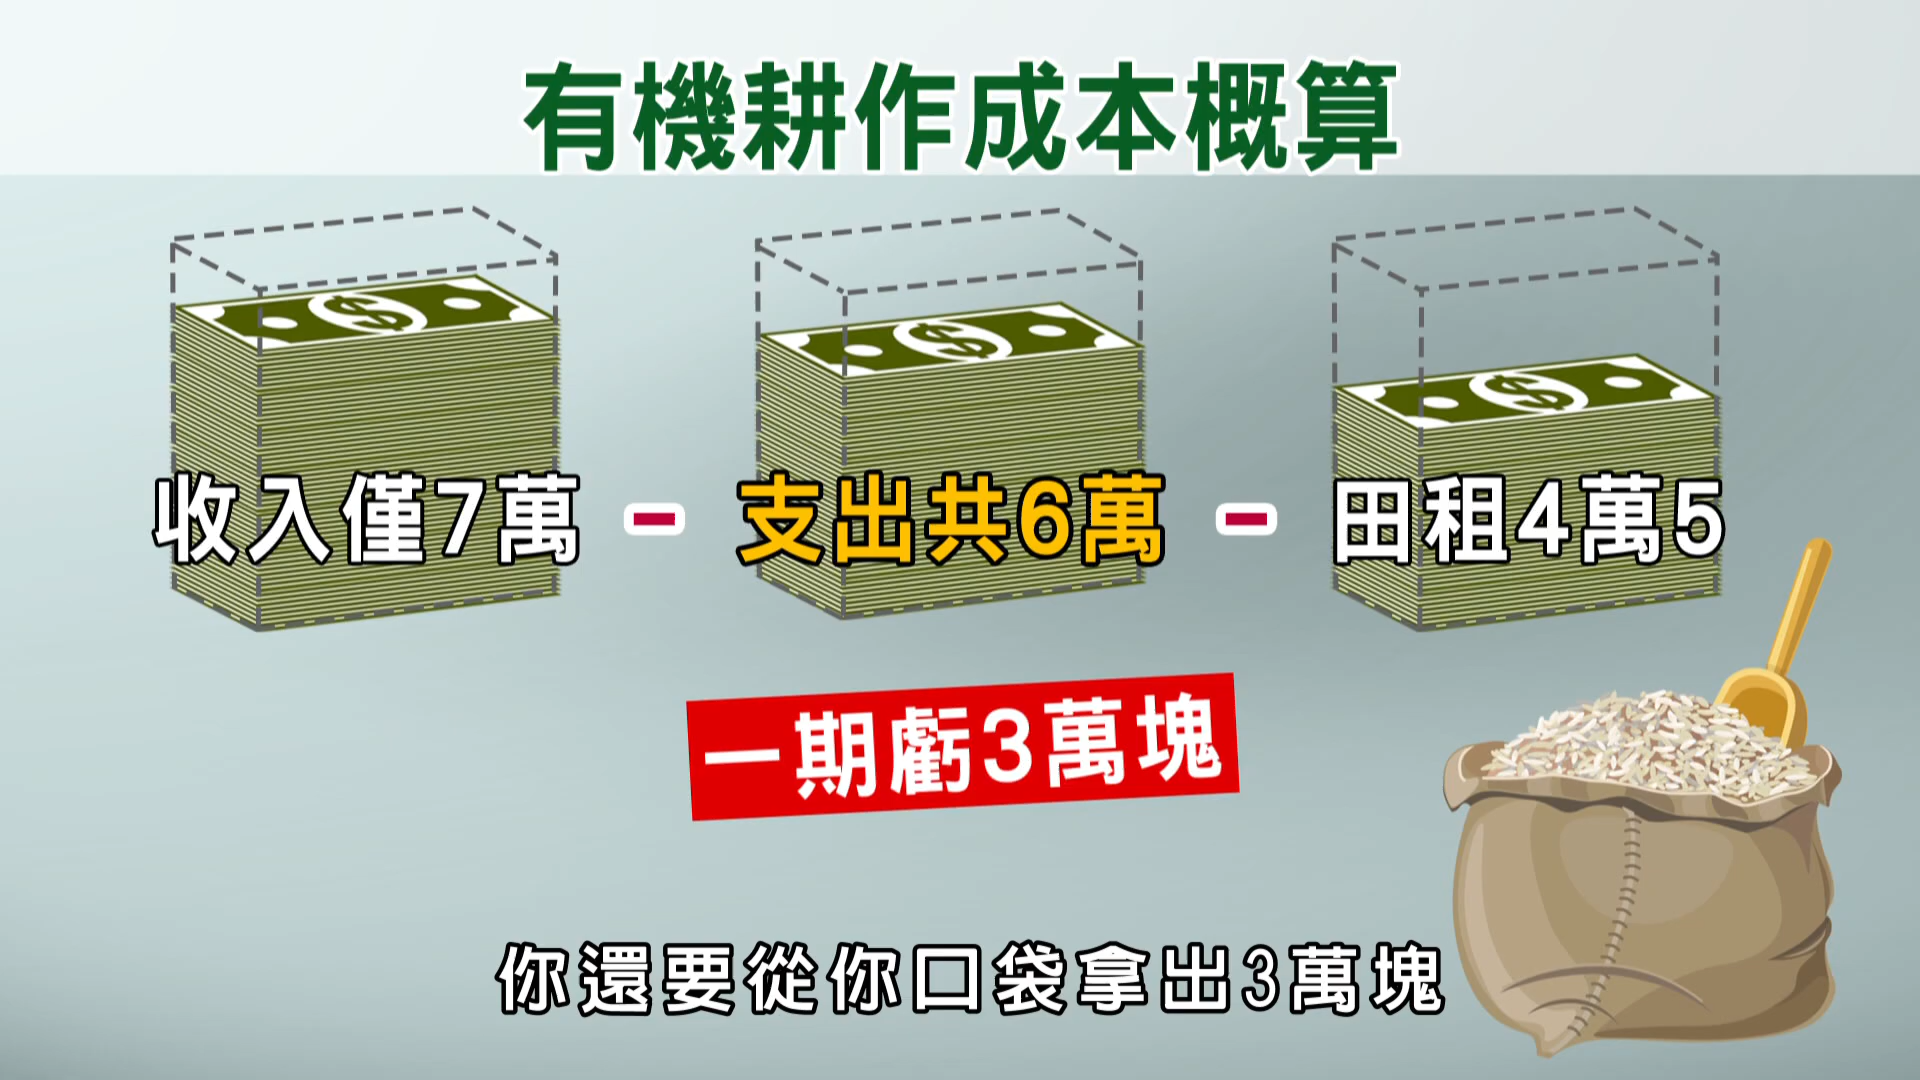 有機耕作成本概算
收入僅7萬 - 支出共6萬 - 田租4萬5
一期虧3萬塊
你還要從你口袋拿出3萬塊